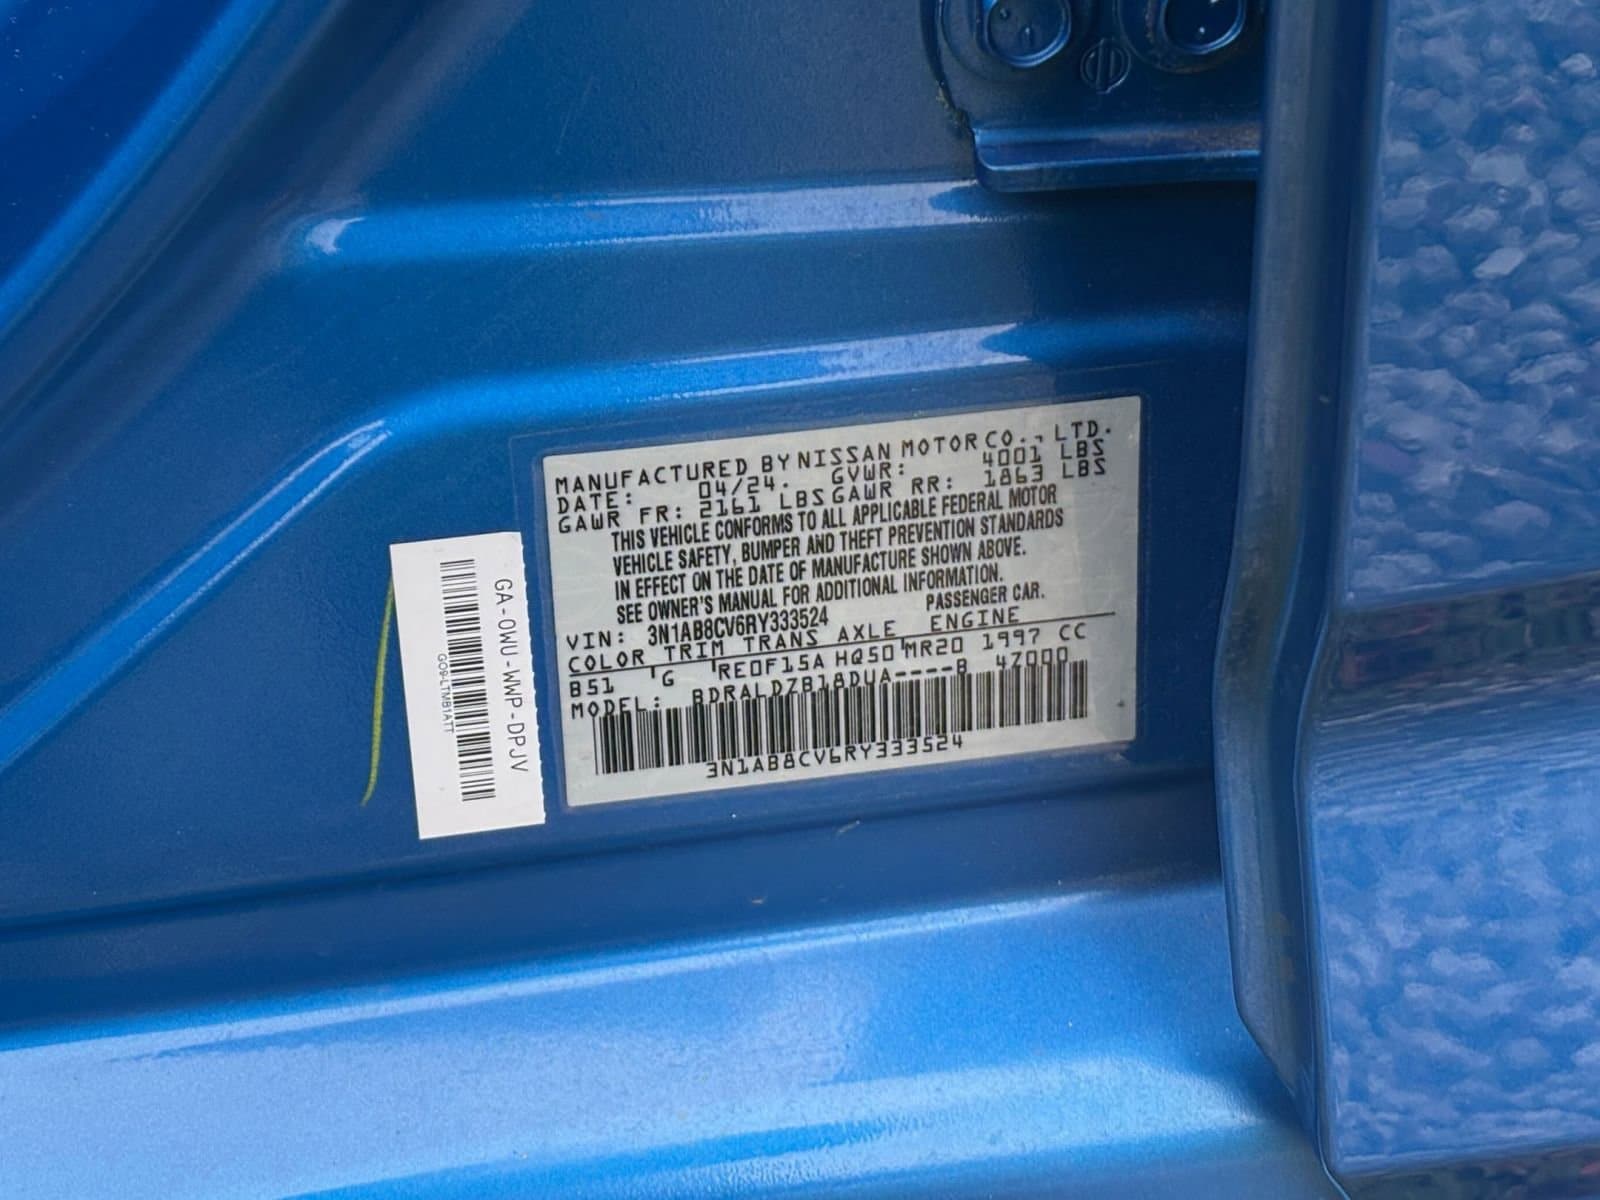 MANUFACTURED BY NISSAN MOTOR CO., LTD.
DATE: 04/24. GVWR: 4001 LBS
GAWR FR: 2161 LBS GAWR RR: 1863 LBS
THIS VEHICLE CONFORMS TO ALL APPLICABLE FEDERAL MOTOR
VEHICLE SAFETY, BUMPER AND THEFT PREVENTION STANDARDS
IN EFFECT ON THE DATE OF MANUFACTURE SHOWN ABOVE.
SEE OWNER'S MANUAL FOR ADDITIONAL INFORMATION.
VIN: 3N1AB8CV6RY333524 PASSENGER CAR.
COLOR TRIM TRANS AXLE ENGINE
B51 G RE0F15A HQ50 MR20 1997 CC
MODEL: BDRALDZB18DUA----B 47000
3N1AB8CV6RY333524
GA-0WU-WWP-DPJV
GO9-LTMB1ATT